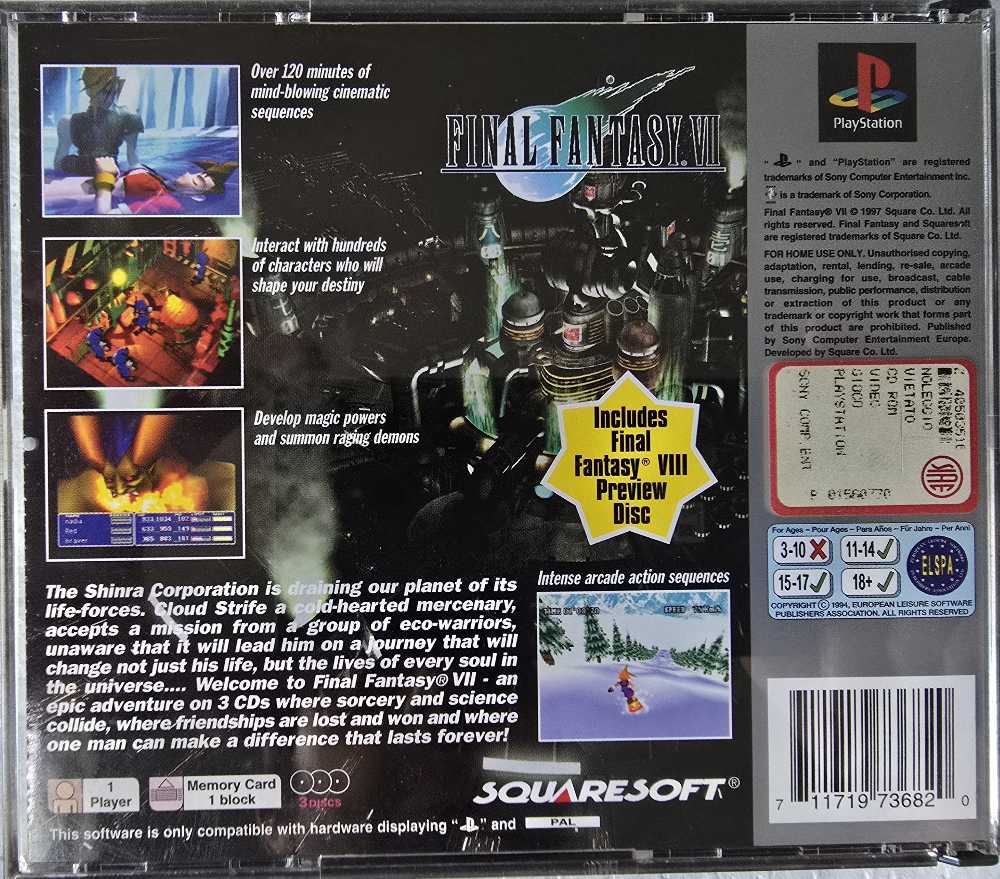 Over 120 minutes of
mind-blowing cinematic
sequences
FINAL FANTASY. VII
Interact with hundreds
of characters who will
shape your destiny
Develop magic powers
and summon raging demons
Includes
Final
Fantasy® VIII
Preview
Disc
nadia
Red
Braver
Intense arcade action sequences
The Shinra Corporation is draining our planet of its
life-forces. Cloud Strife a cold-hearted mercenary,
accepts a mission from a group of eco-warriors,
unaware that it will lead him on a journey that will
change not just his life, but the lives of every soul in
the universe.... Welcome to Final Fantasy® VII - an
epic adventure on 3 CDs where sorcery and science
collide, where friendships are lost and won and where
one man can make a difference that lasts forever!
1
Player
Memory Card
1 block
3 DISCS
SQUARESOFT®
This software is only compatible with hardware displaying " " and PAL
PlayStation
" " and "PlayStation" are registered
trademarks of Sony Computer Entertainment Inc.
is a trademark of Sony Corporation.
Final Fantasy® VII © 1997 Square Co. Ltd. All
rights reserved. Final Fantasy and Squaresoft
are registered trademarks of Square Co. Ltd.
FOR HOME USE ONLY. Unauthorised copying,
adaptation, rental, lending, re-sale, arcade
use, charging for use, broadcast, cable
transmission, public performance, distribution
or extraction of this product or any
trademark or copyright work that forms part
of this product are prohibited. Published
by Sony Computer Entertainment Europe.
Developed by Square Co. Ltd.
NOLEGGIO
VIETATO
CD ROM
VIDEO
GIOCO
PLAYSTATION
SONY COMP. ENT
SIAE
For Ages - Pour Ages - Para Años - Für Jahre - Per Anni
3-10 11-14
15-17 18+
ELSPA
COPYRIGHT © 1994, EUROPEAN LEISURE SOFTWARE
PUBLISHERS ASSOCIATION. ALL RIGHTS RESERVED
7 11719 73682 0